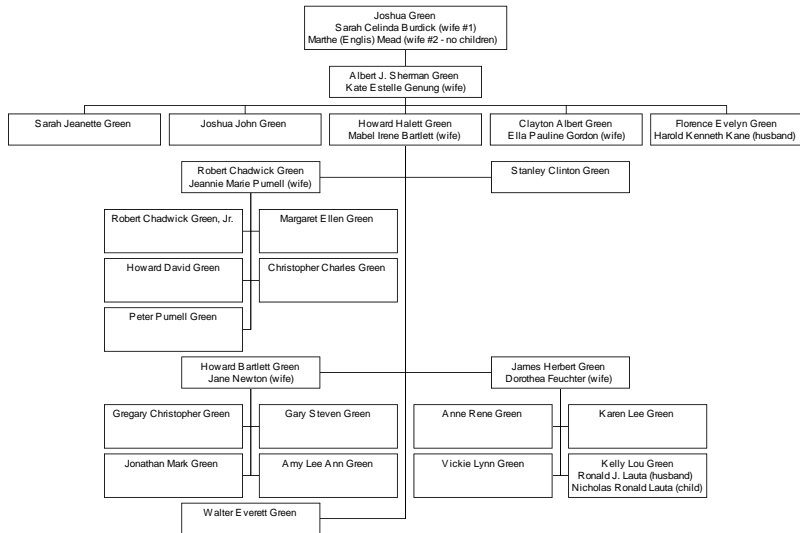 Joshua Green
Sarah Celinda Burdick (wife #1)
Marthe (Englis) Mead (wife #2 - no children)
Albert J. Sherman Green
Kate Estelle Genung (wife)
Sarah Jeanette Green
Joshua John Green
Howard Halett Green
Mabel Irene Bartlett (wife)
Clayton Albert Green
Ella Pauline Gordon (wife)
Florence Evelyn Green
Harold Kenneth Kane (husband)
Robert Chadwick Green
Jeannie Marie Purnell (wife)
Stanley Clinton Green
Robert Chadwick Green, Jr.
Margaret Ellen Green
Howard David Green
Christopher Charles Green
Peter Purnell Green
Howard Bartlett Green
Jane Newton (wife)
James Herbert Green
Dorothea Feuchter (wife)
Gregary Christopher Green
Gary Steven Green
Anne Rene Green
Karen Lee Green
Jonathan Mark Green
Amy Lee Ann Green
Vickie Lynn Green
Kelly Lou Green
Ronald J. Lauta (husband)
Nicholas Ronald Lauta (child)
Walter Everett Green